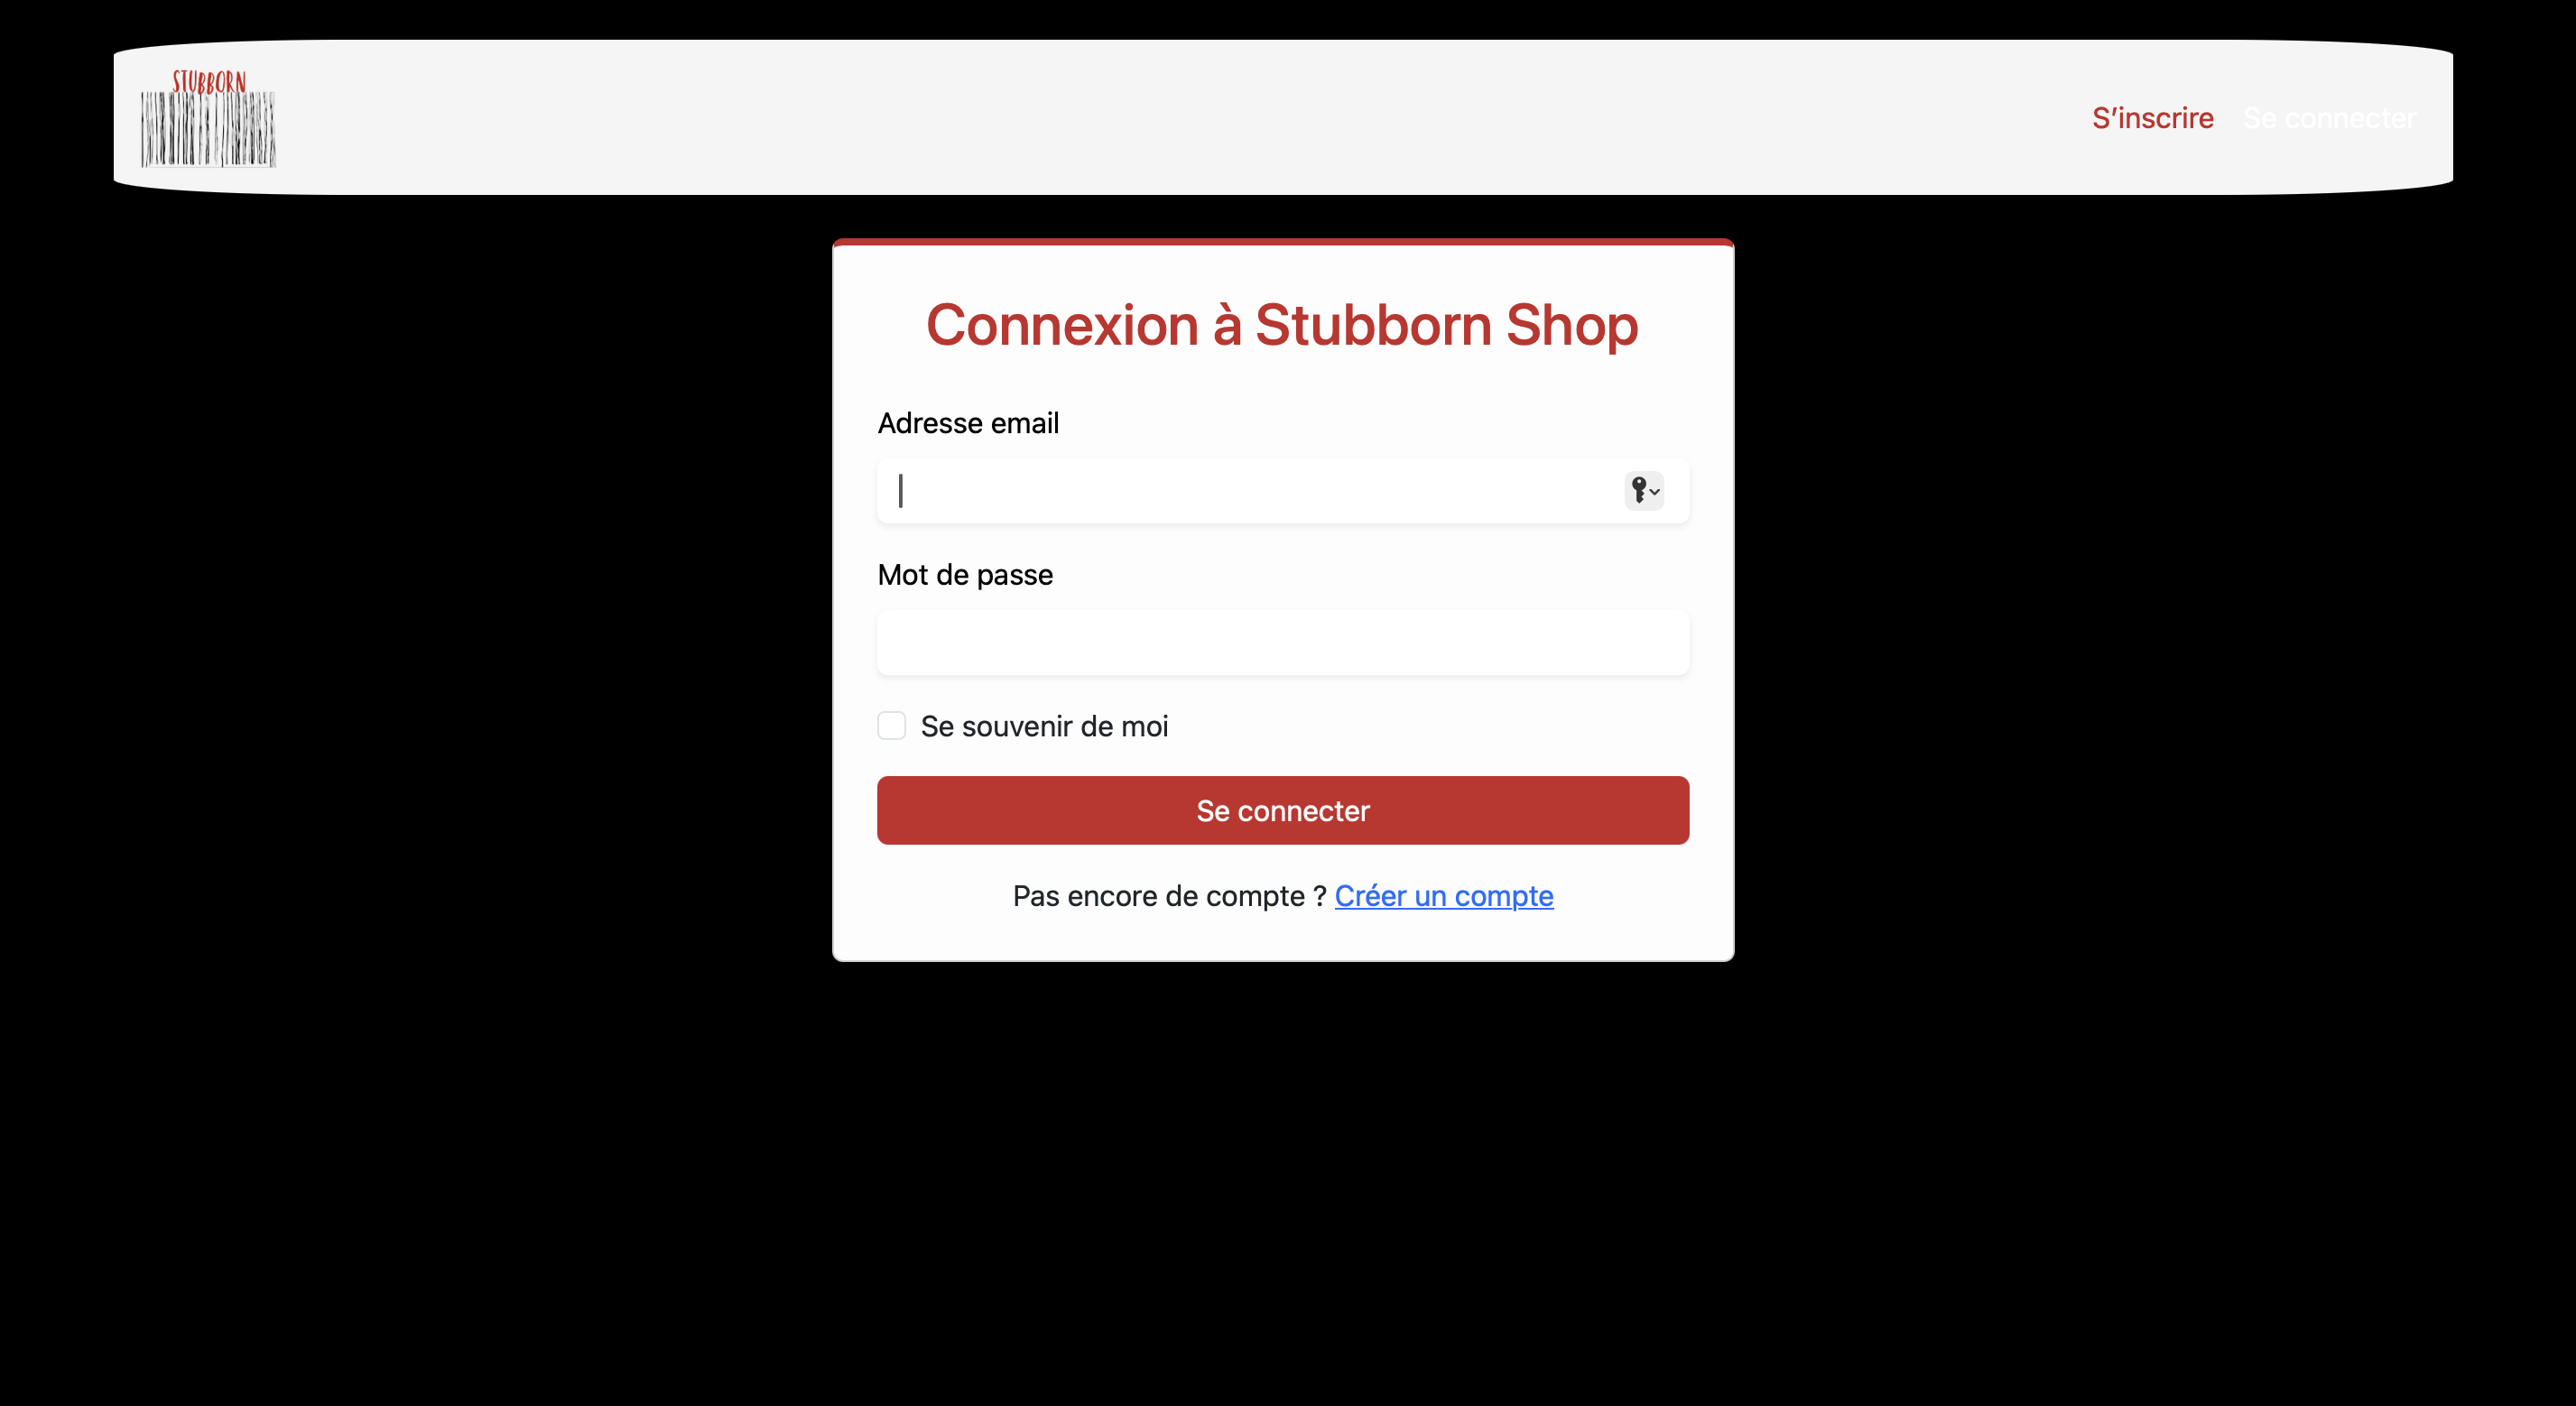 STUBBORN
S'inscrire Se connecter
Connexion à Stubborn Shop
Adresse email
Mot de passe
Se souvenir de moi
Se connecter
Pas encore de compte ? Créer un compte